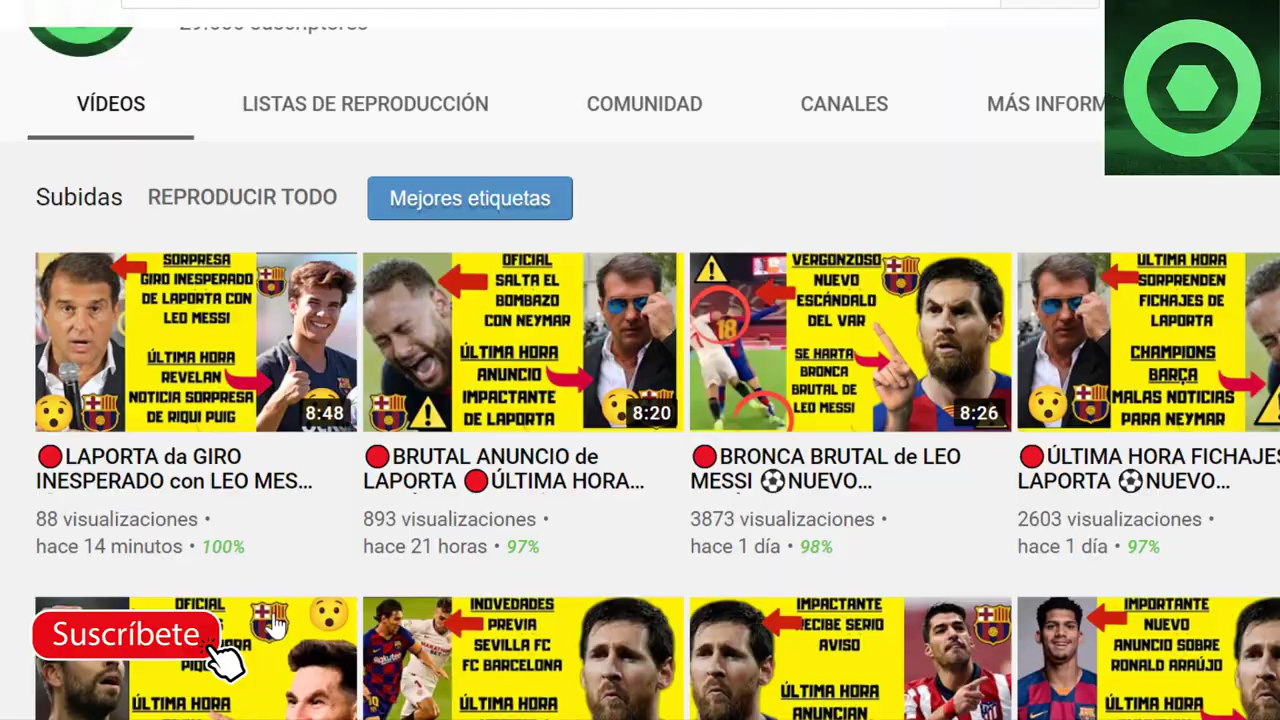 VÍDEOS
LISTAS DE REPRODUCCIÓN
COMUNIDAD
CANALES
MÁS INFORM
Subidas
REPRODUCIR TODO
Mejores etiquetas
SORPRESA
GIRO INESPERADO
DE LAPORTA CON
LEO MESSI
ÚLTIMA HORA
REVELAN
NOTICIA SORPRESA
DE RIQUI PUIG
8:48
OFICIAL
SALTA EL
BOMBAZO
CON NEYMAR
ÚLTIMA HORA
ANUNCIO
IMPACTANTE
DE LAPORTA
8:20
VERGONZOSO
NUEVO
ESCÁNDALO
DEL VAR
18
SE HARTA
BRONCA
BRUTAL DE
LEO MESSI
8:26
ÚLTIMA HORA
SORPRENDEN
FICHAJES DE
LAPORTA
CHAMPIONS
BARÇA
MALAS NOTICIAS
PARA NEYMAR
🔴LAPORTA da GIRO
INESPERADO con LEO MES...
88 visualizaciones •
hace 14 minutos • 100%
🔴BRUTAL ANUNCIO de
LAPORTA 🔴ÚLTIMA HORA...
893 visualizaciones •
hace 21 horas • 97%
🔴BRONCA BRUTAL de LEO
MESSI ⚽NUEVO...
3873 visualizaciones •
hace 1 día • 98%
🔴ÚLTIMA HORA FICHAJES
LAPORTA ⚽NUEVO...
2603 visualizaciones •
hace 1 día • 97%
OFICIAL
ÚLTIMA HORA
Suscríbete
INOVEDADES
PREVIA
SEVILLA FC
FC BARCELONA
ÚLTIMA HORA
Rakuten
IMPACTANTE
RECIBE SERIO
AVISO
ÚLTIMA HORA
ANUNCIAN
IMPORTANTE
NUEVO
ANUNCIO SOBRE
RONALD ARAÚJO
ÚLTIMA HORA